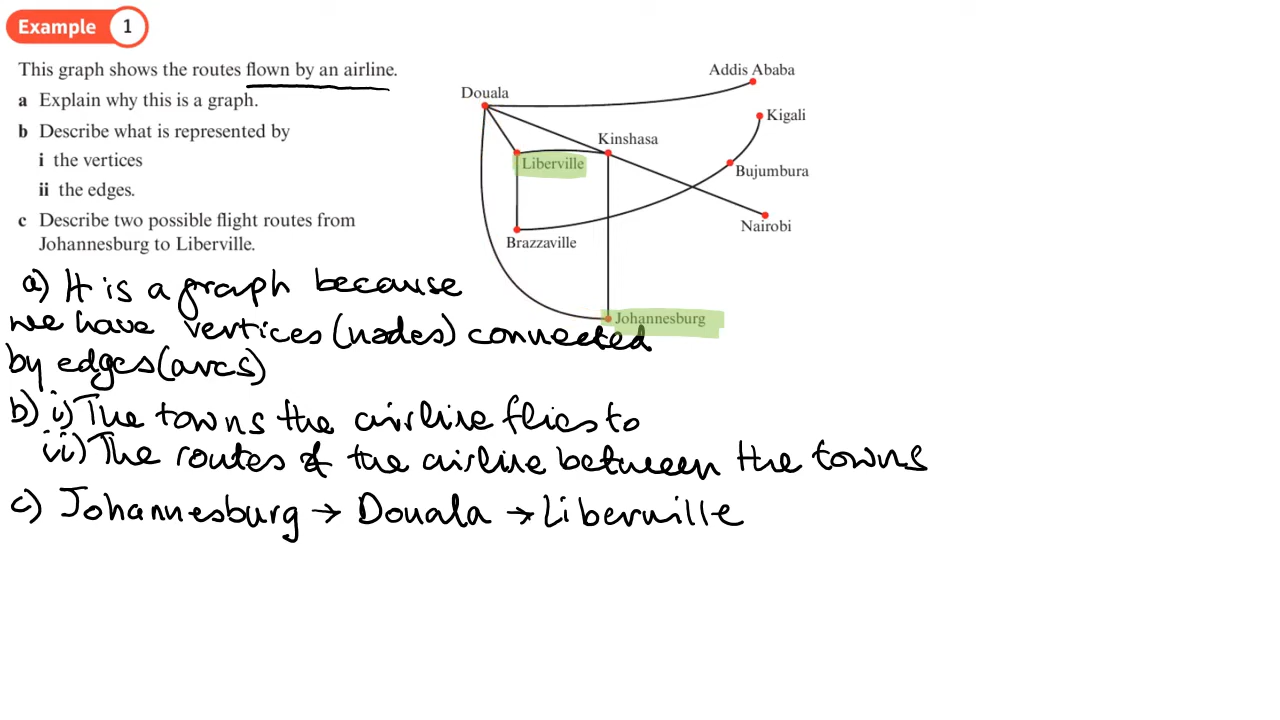 Example 1
This graph shows the routes flown by an airline.
a Explain why this is a graph.
b Describe what is represented by
i the vertices
ii the edges.
c Describe two possible flight routes from
Johannesburg to Liberville.
Addis Ababa
Douala
Kigali
Kinshasa
Liberville
Bujumbura
Nairobi
Brazzaville
Johannesburg
a) It is a graph because
we have vertices (nodes) connected
by edges (arcs)
b) i) The towns the airline flies to
ii) The routes of the airline between the towns
c) Johannesburg → Douala → Liberville